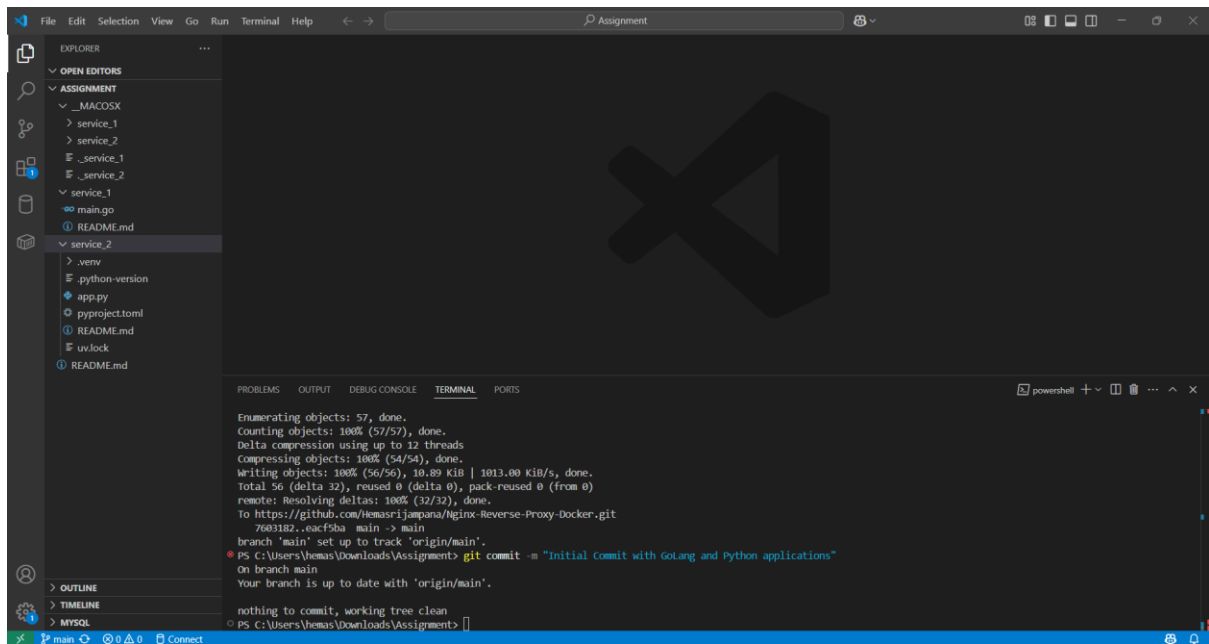 File Edit Selection View Go Run Terminal Help
Assignment
EXPLORER
OPEN EDITORS
ASSIGNMENT
__MACOSX
service_1
service_2
._service_1
._service_2
service_1
main.go
README.md
service_2
.venv
.python-version
app.py
pyproject.toml
README.md
uv.lock
README.md
OUTLINE
TIMELINE
MYSQL
PROBLEMS OUTPUT DEBUG CONSOLE TERMINAL PORTS
powershell
Enumerating objects: 57, done.
Counting objects: 100% (57/57), done.
Delta compression using up to 12 threads
Compressing objects: 100% (54/54), done.
Writing objects: 100% (56/56), 10.89 KiB | 1013.00 KiB/s, done.
Total 56 (delta 32), reused 0 (delta 0), pack-reused 0 (from 0)
remote: Resolving deltas: 100% (32/32), done.
To https://github.com/Hemasrijampana/Nginx-Reverse-Proxy-Docker.git
7603182..eacf5ba main -> main
branch 'main' set up to track 'origin/main'.
PS C:\Users\hemas\Downloads\Assignment> git commit -m "Initial Commit with GoLang and Python applications"
On branch main
Your branch is up to date with 'origin/main'.
nothing to commit, working tree clean
PS C:\Users\hemas\Downloads\Assignment>
main 0 0 0 Connect